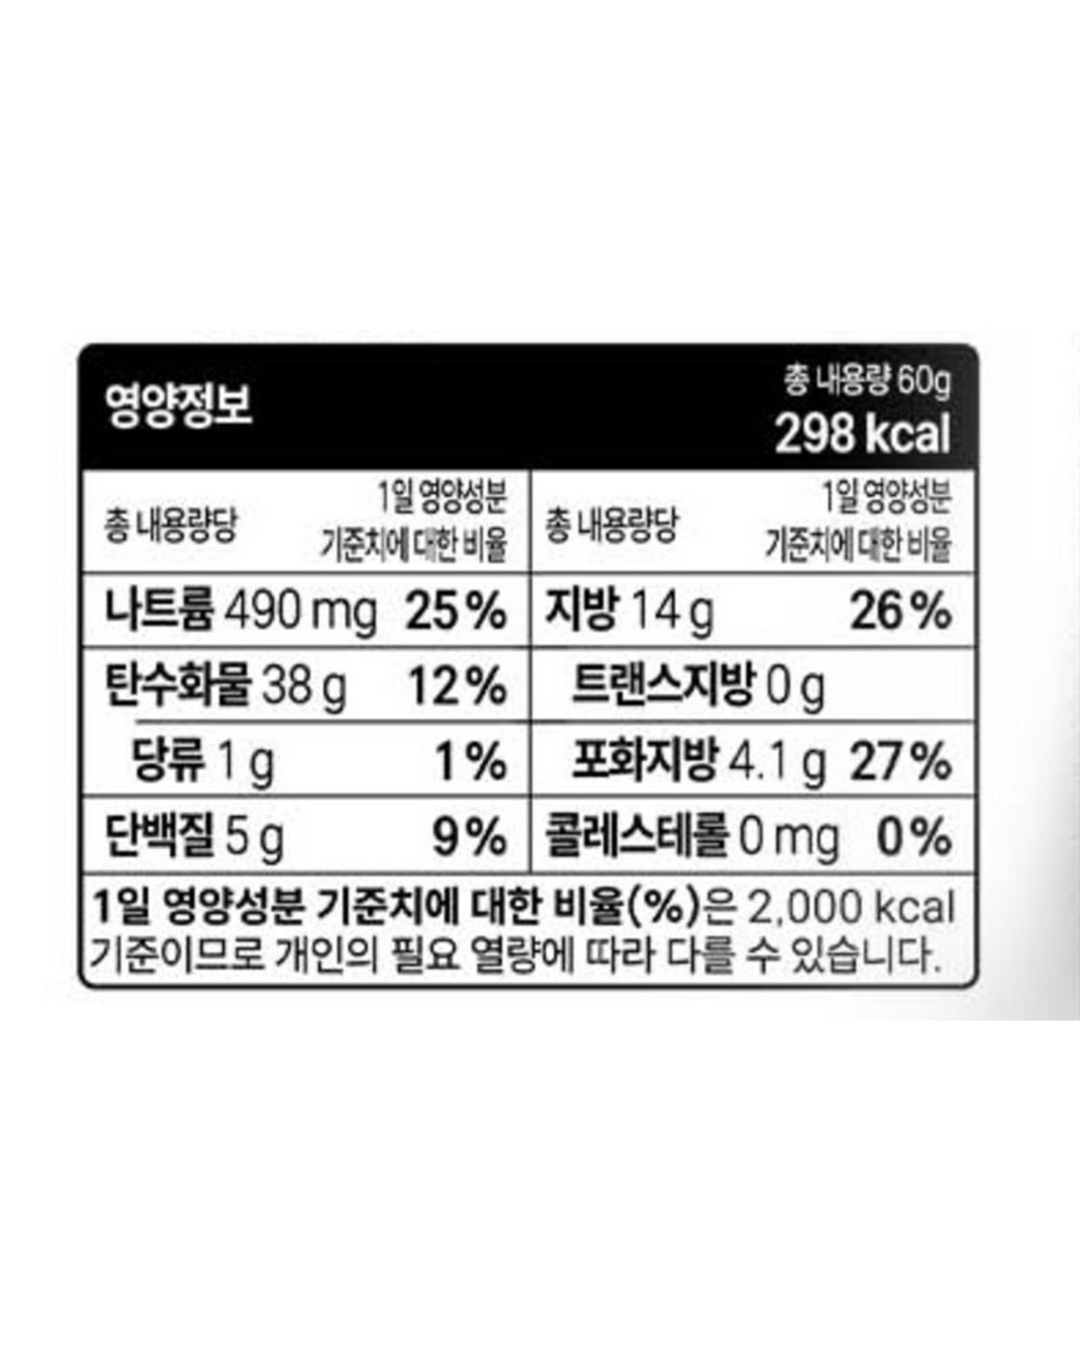 영양정보
총 내용량 60g
298 kcal
총 내용량당 1일 영양성분 기준치에 대한 비율
총 내용량당 1일 영양성분 기준치에 대한 비율
나트륨 490 mg 25%
지방 14 g 26%
탄수화물 38 g 12%
트랜스지방 0 g
당류 1 g 1%
포화지방 4.1 g 27%
단백질 5 g 9%
콜레스테롤 0 mg 0%
1일 영양성분 기준치에 대한 비율(%)은 2,000 kcal
기준이므로 개인의 필요 열량에 따라 다를 수 있습니다.